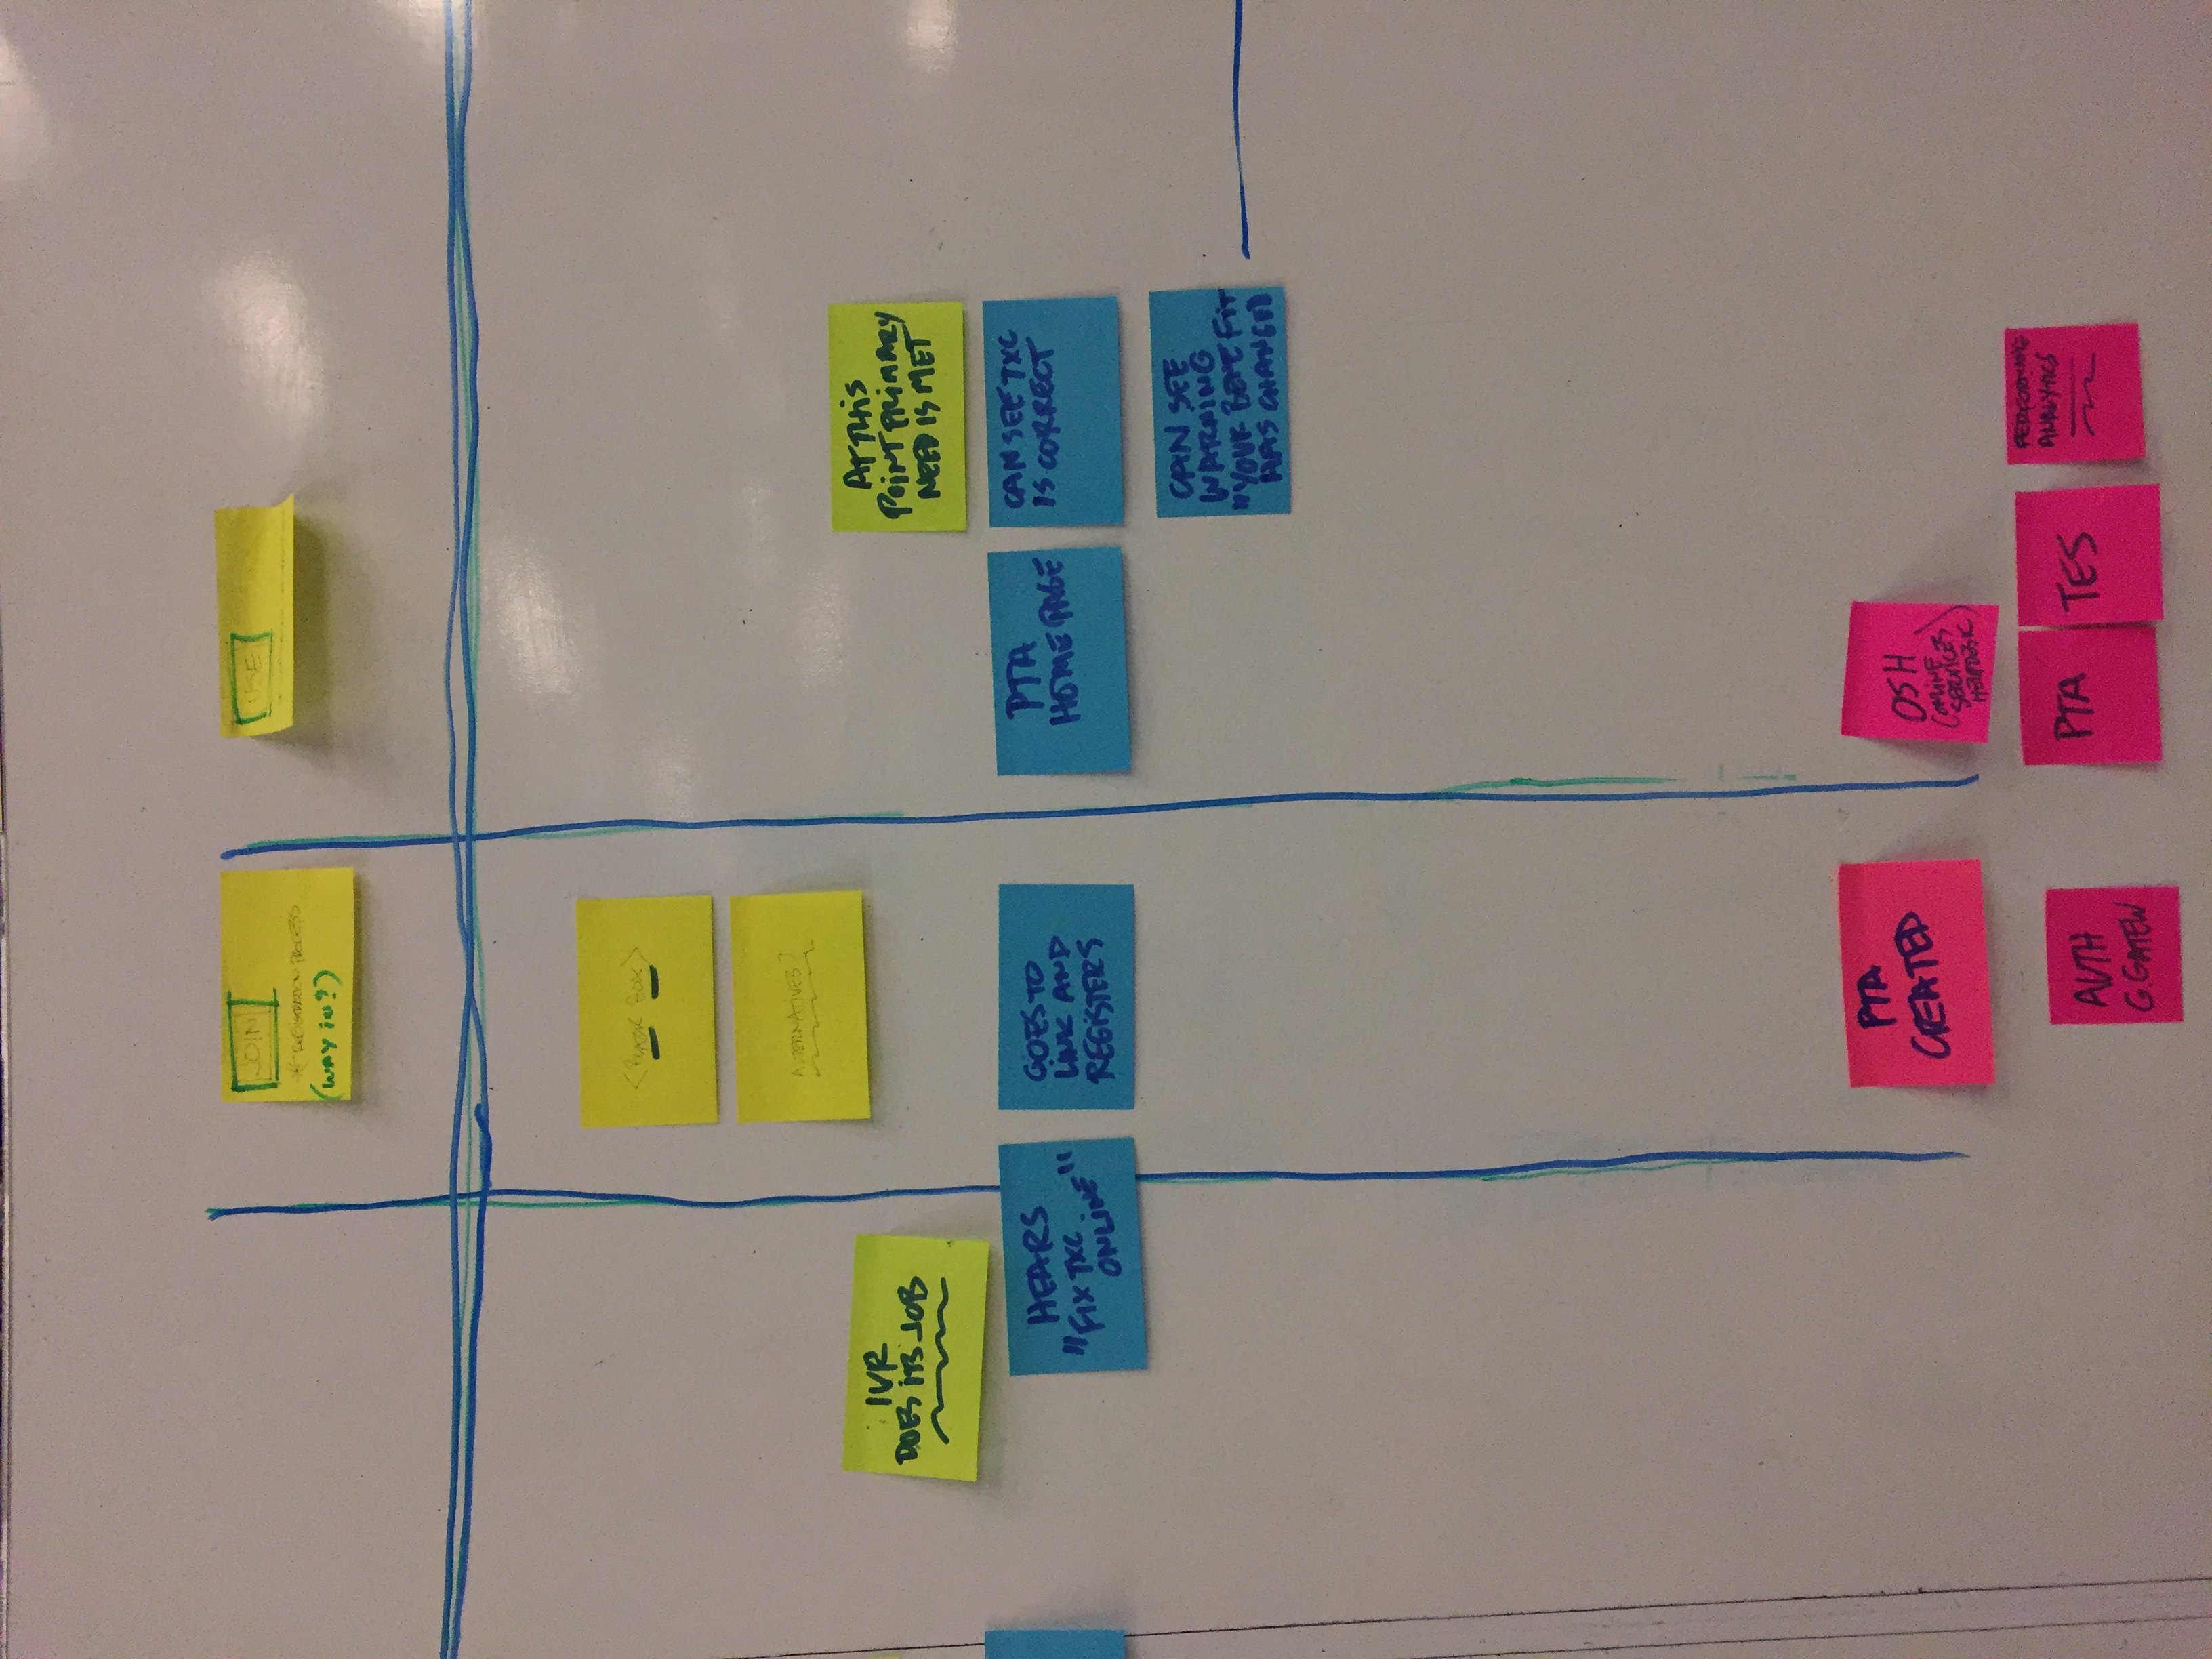 JOIN
* REGISTRATION PROCESS
(WAY IN?)
USE
<BLACK BOX>
ALTERNATIVES?
IVR
DOES ITS JOB
AT THIS
POINT PRIMARY
NEED IS MET
HEARS
"FIX TXC
ONLINE"
GOES TO
LINK AND
REGISTERS
PTA
HOME PAGE
CAN SEE TXC
IS CORRECT
CAN SEE
WARNING
"YOUR BENEFIT
HAS CHANGED
PTA
CREATED
OSH
(ONLINE
SERVICES
HELPDESK)
AUTH
G.GATEW
PTA
TES
ANALYTICS